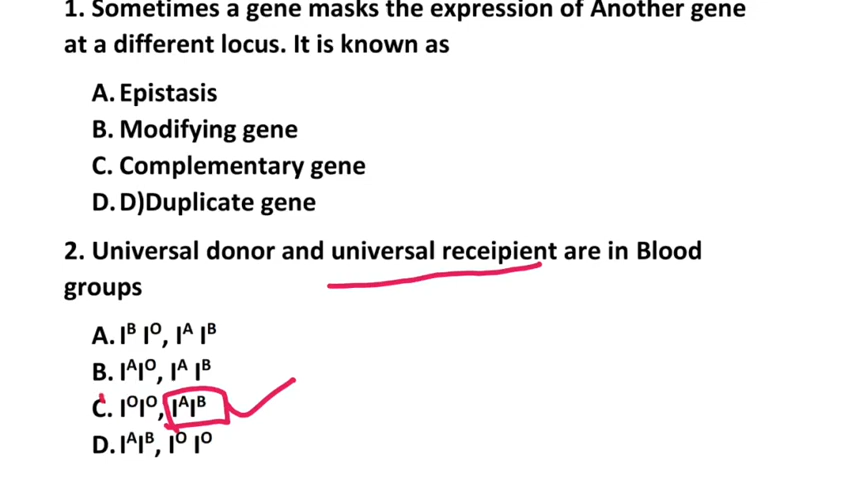 1. Sometimes a gene masks the expression of Another gene
at a different locus. It is known as
A. Epistasis
B. Modifying gene
C. Complementary gene
D. D)Duplicate gene
2. Universal donor and universal receipient are in Blood
groups
A. Iᴮ Iᴼ, Iᴬ Iᴮ
B. IᴬIᴼ, Iᴬ Iᴮ
C. IᴼIᴼ, IᴬIᴮ
D. IᴬIᴮ, Iᴼ Iᴼ